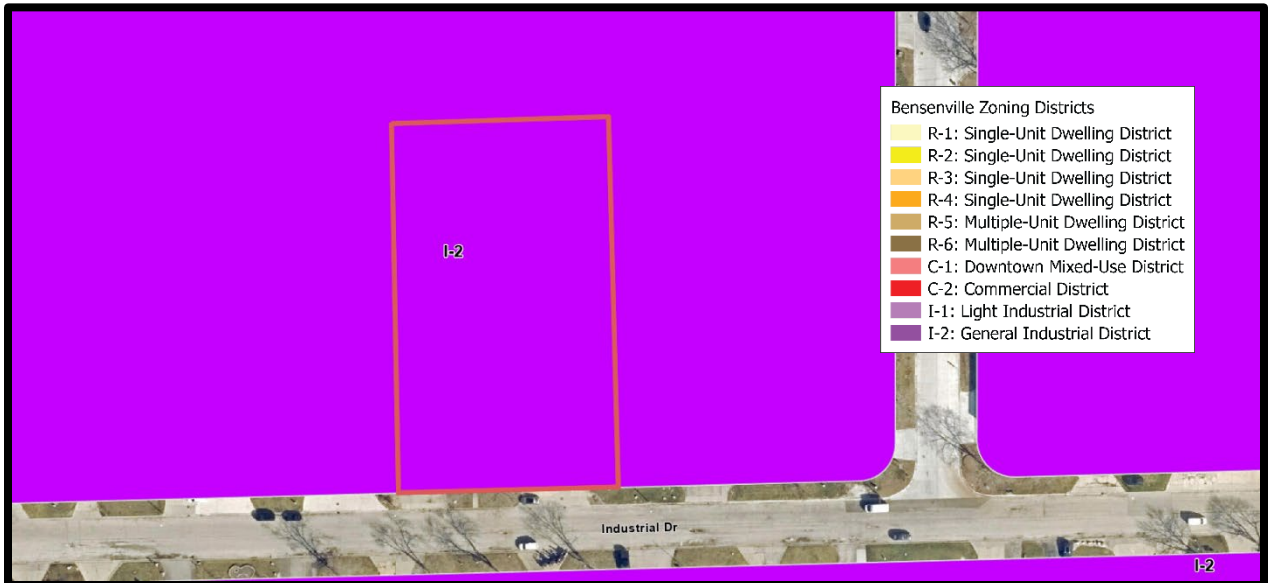 Bensenville Zoning Districts
R-1: Single-Unit Dwelling District
R-2: Single-Unit Dwelling District
R-3: Single-Unit Dwelling District
R-4: Single-Unit Dwelling District
R-5: Multiple-Unit Dwelling District
R-6: Multiple-Unit Dwelling District
C-1: Downtown Mixed-Use District
C-2: Commercial District
I-1: Light Industrial District
I-2: General Industrial District
I-2
Industrial Dr
I-2